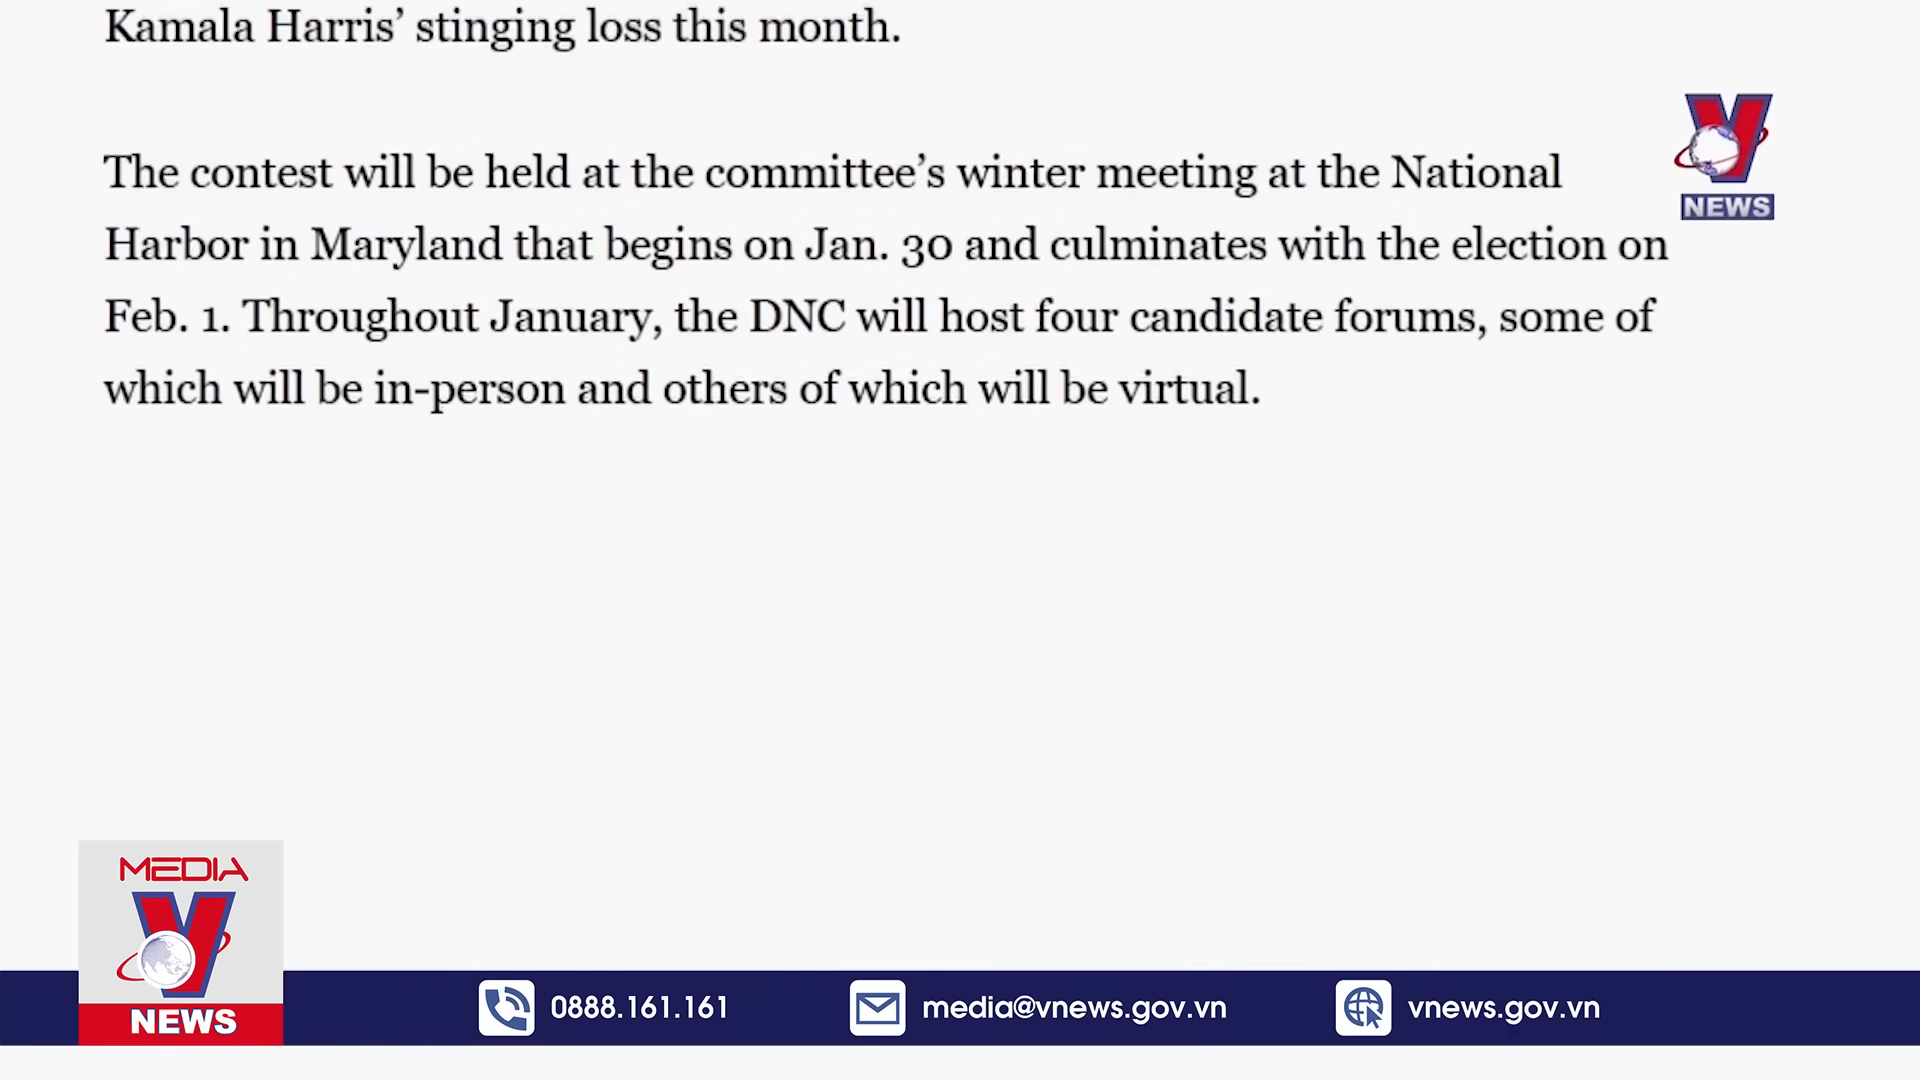 Kamala Harris’ stinging loss this month.
The contest will be held at the committee’s winter meeting at the National
Harbor in Maryland that begins on Jan. 30 and culminates with the election on
Feb. 1. Throughout January, the DNC will host four candidate forums, some of
which will be in-person and others of which will be virtual.
V
NEWS
MEDIA
V
NEWS
0888.161.161
media@vnews.gov.vn
vnews.gov.vn